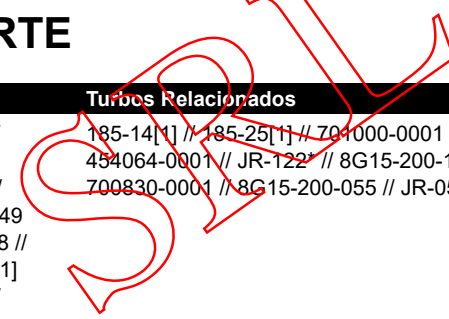 RTE
Turbos Relacionados
185-14[1] // 185-25[1] // 701000-0001
454064-0001 // JR-122* // 8G15-200-1
700830-0001 // 8G15-200-055 // JR-05
//
49
8 //
1]
SRL